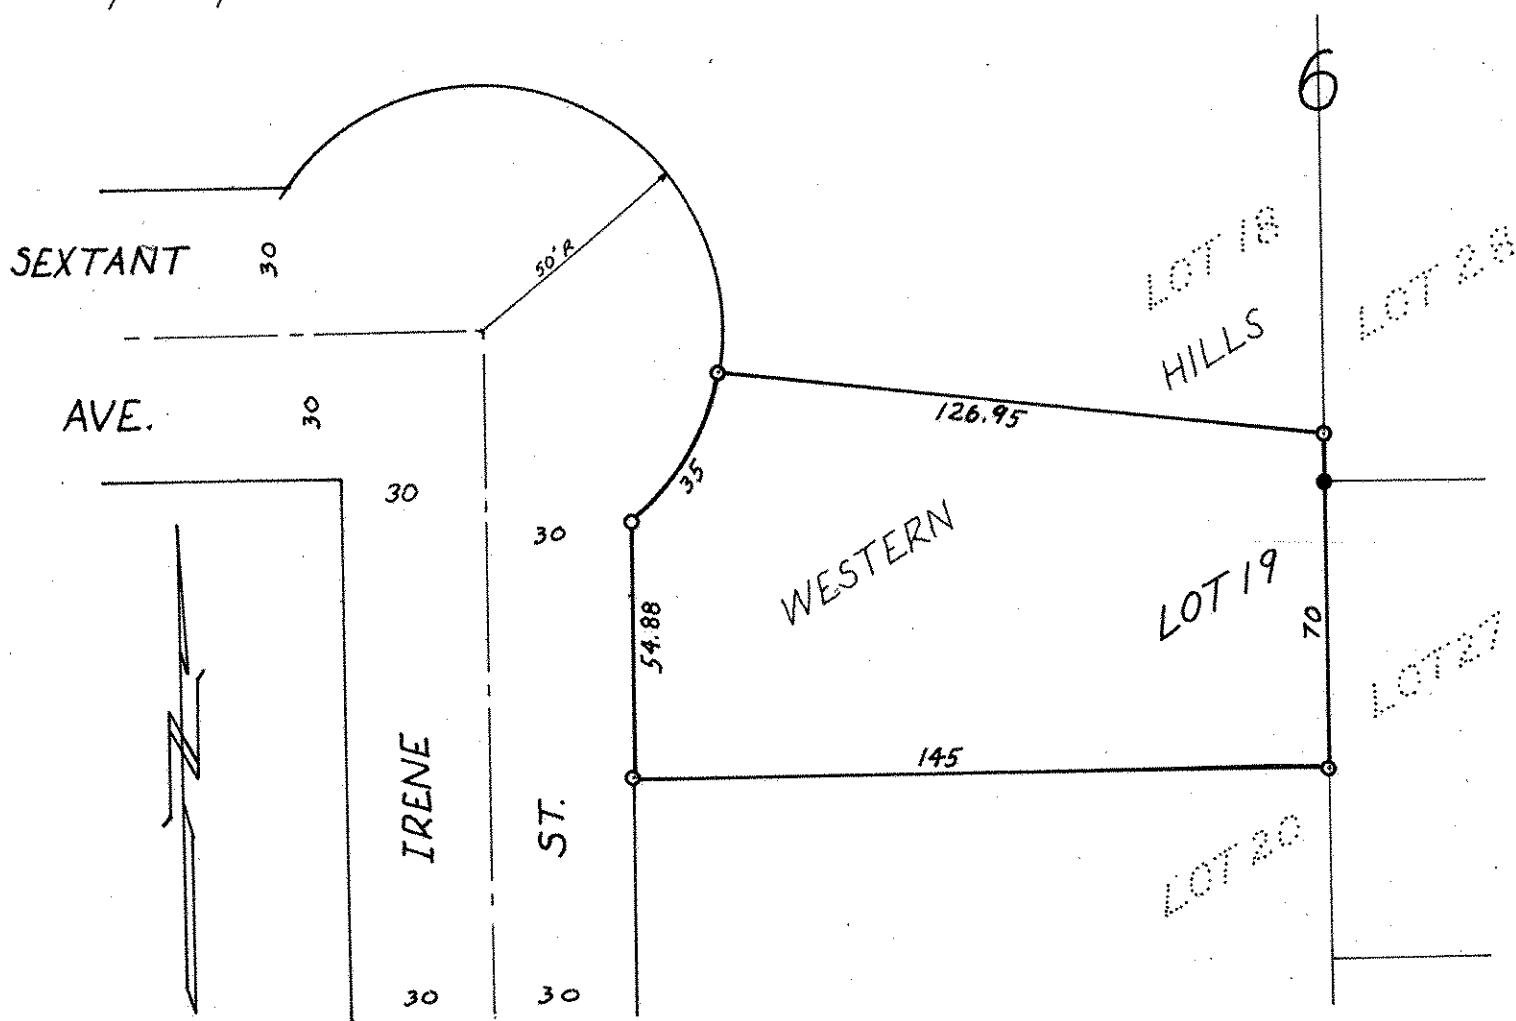 6
SEXTANT
30
50'R
LOT 18
LOT 28
HILLS
AVE.
30
126.95
30
35
30
WESTERN
LOT 19
54.88
70
LOT 27
145
IRENE
ST.
LOT 20
30
30